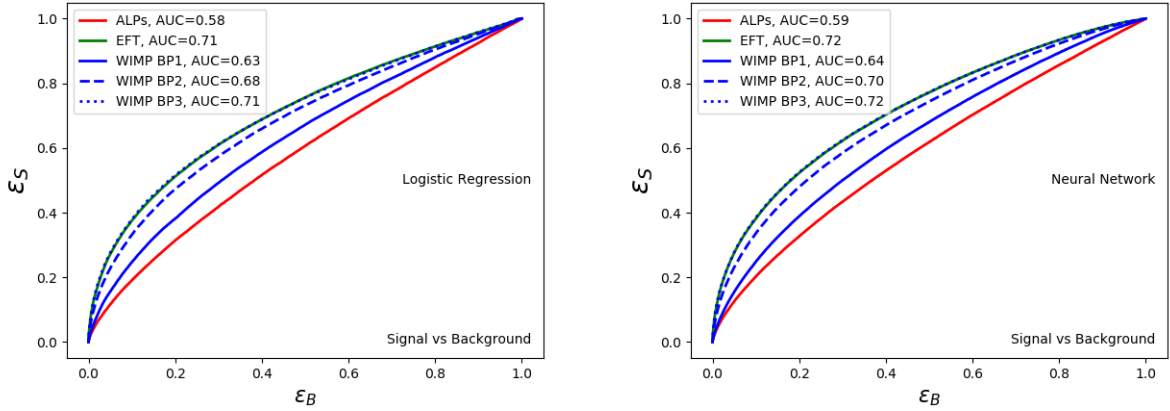 ALPs, AUC=0.58
EFT, AUC=0.71
WIMP BP1, AUC=0.63
WIMP BP2, AUC=0.68
WIMP BP3, AUC=0.71
Logistic Regression
Signal vs Background
1.0
0.8
0.6
0.4
0.2
0.0
ε_S
0.0 0.2 0.4 0.6 0.8 1.0
ε_B
ALPs, AUC=0.59
EFT, AUC=0.72
WIMP BP1, AUC=0.64
WIMP BP2, AUC=0.70
WIMP BP3, AUC=0.72
Neural Network
Signal vs Background
1.0
0.8
0.6
0.4
0.2
0.0
ε_S
0.0 0.2 0.4 0.6 0.8 1.0
ε_B